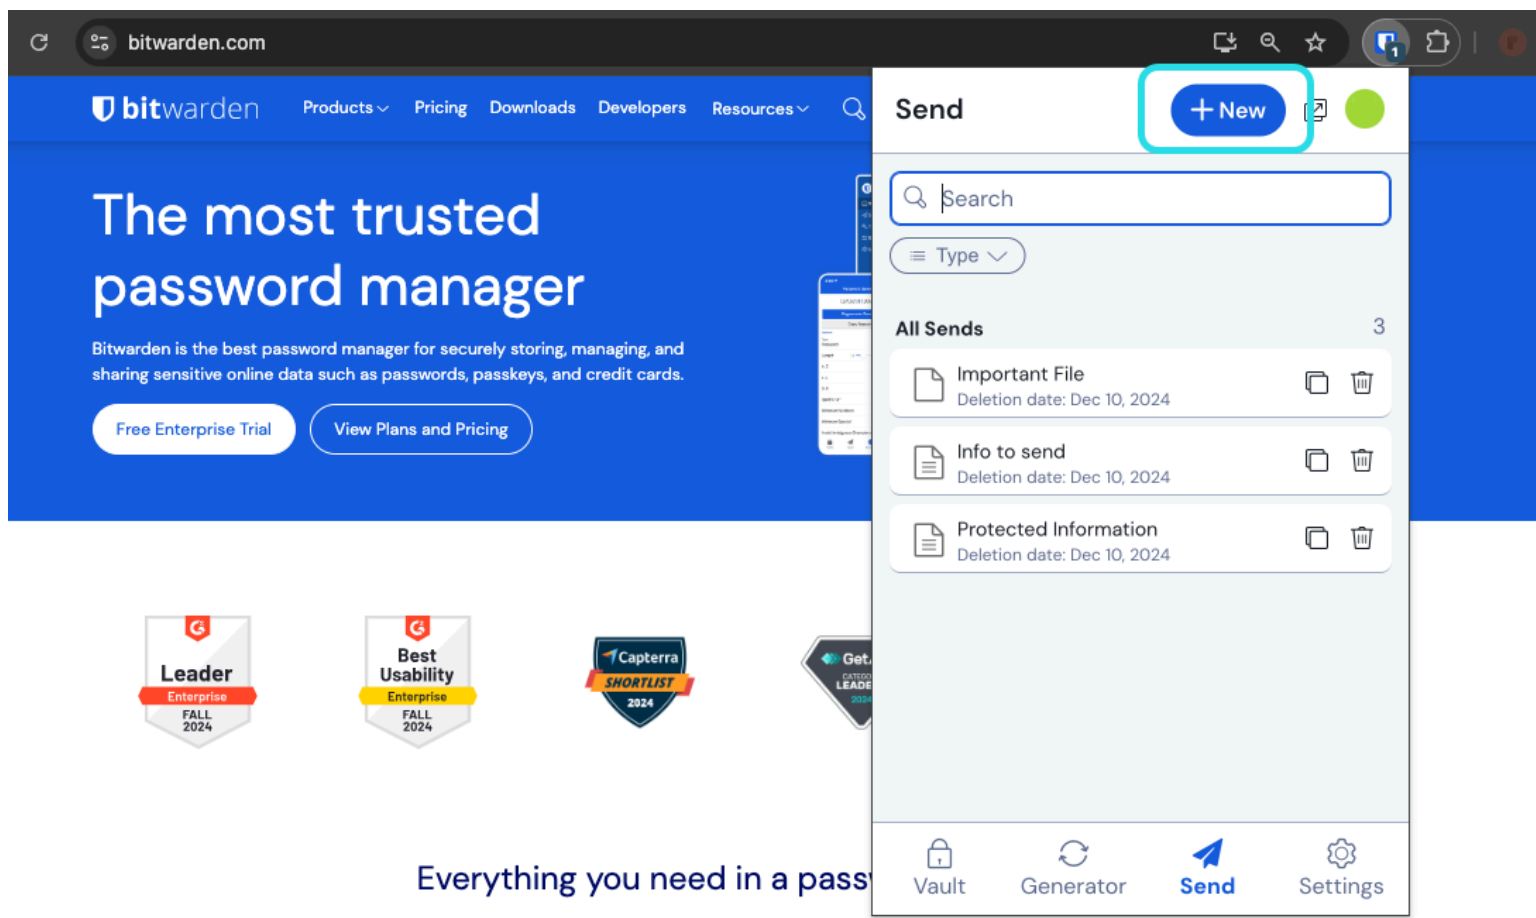 bitwarden.com
1
bitwarden
Products
Pricing
Downloads
Developers
Resources
The most trusted
password manager
Bitwarden is the best password manager for securely storing, managing, and
sharing sensitive online data such as passwords, passkeys, and credit cards.
Free Enterprise Trial
View Plans and Pricing
Leader
Enterprise
FALL
2024
Best
Usability
Enterprise
FALL
2024
Capterra
SHORTLIST
2024
Get
LEADE
2024
Everything you need in a pass
Send
+ New
Search
Type
All Sends
3
Important File
Deletion date: Dec 10, 2024
Info to send
Deletion date: Dec 10, 2024
Protected Information
Deletion date: Dec 10, 2024
Vault
Generator
Send
Settings